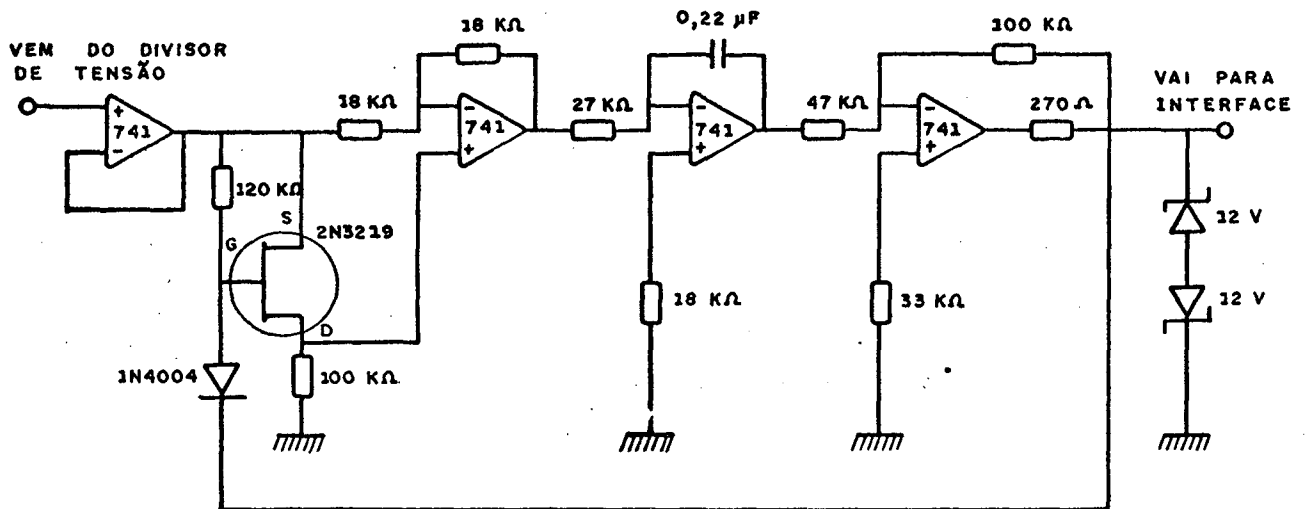 VEM DO DIVISOR
DE TENSÃO
+
741
-
120 KΩ
G
S
2N3219
D
1N4004
100 KΩ
18 KΩ
18 KΩ
-
741
+
27 KΩ
0,22 µF
-
741
+
18 KΩ
47 KΩ
100 KΩ
-
741
+
33 KΩ
270 Ω
VAI PARA
INTERFACE
12 V
12 V